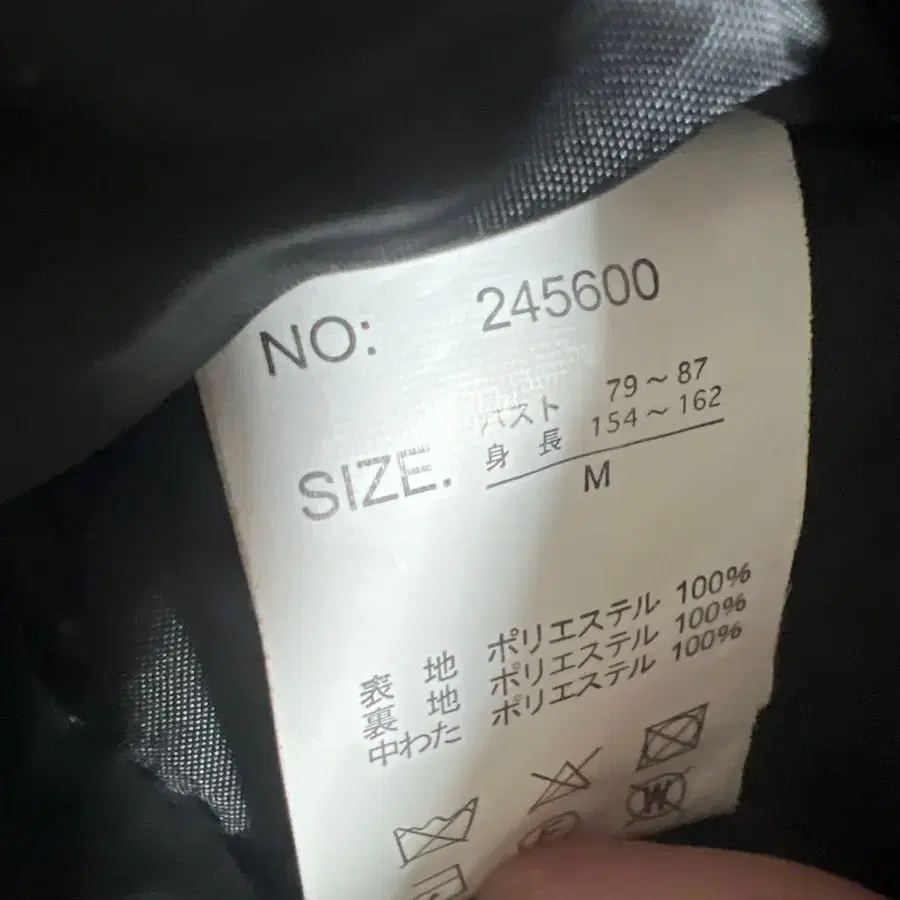 NO: 245600
バスト 79～87
身長 154～162
SIZE:
M
表地 ポリエステル 100%
裏地 ポリエステル 100%
中わた ポリエステル 100%
W